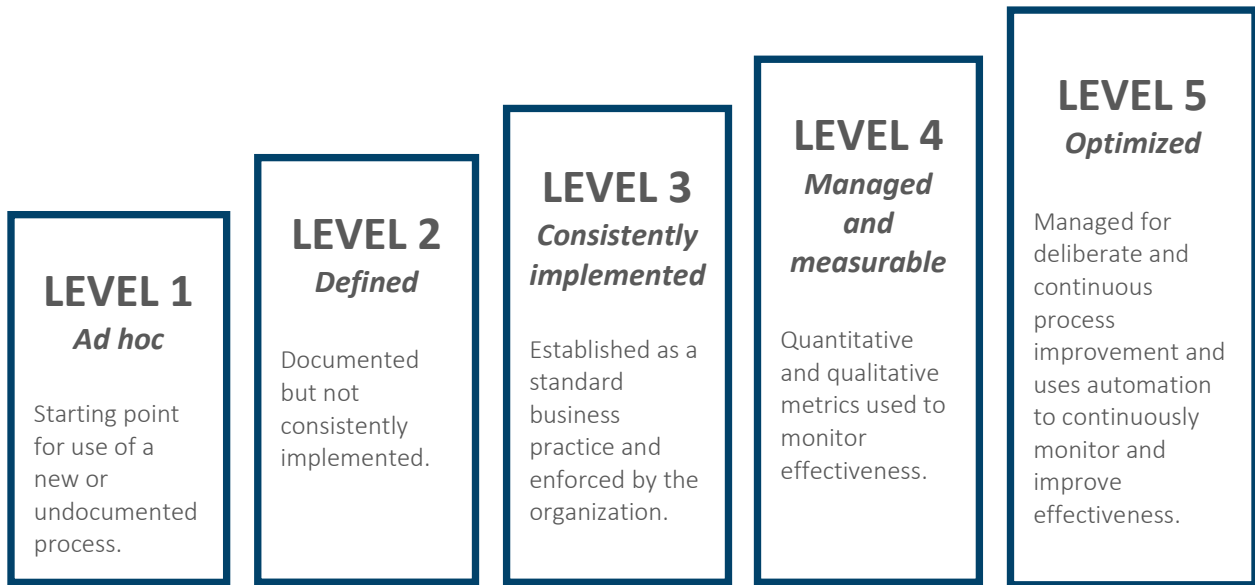 LEVEL 1
Ad hoc
Starting point
for use of a
new or
undocumented
process.
LEVEL 2
Defined
Documented
but not
consistently
implemented.
LEVEL 3
Consistently
implemented
Established as a
standard
business
practice and
enforced by the
organization.
LEVEL 4
Managed
and
measurable
Quantitative
and qualitative
metrics used to
monitor
effectiveness.
LEVEL 5
Optimized
Managed for
deliberate and
continuous
process
improvement and
uses automation
to continuously
monitor and
improve
effectiveness.